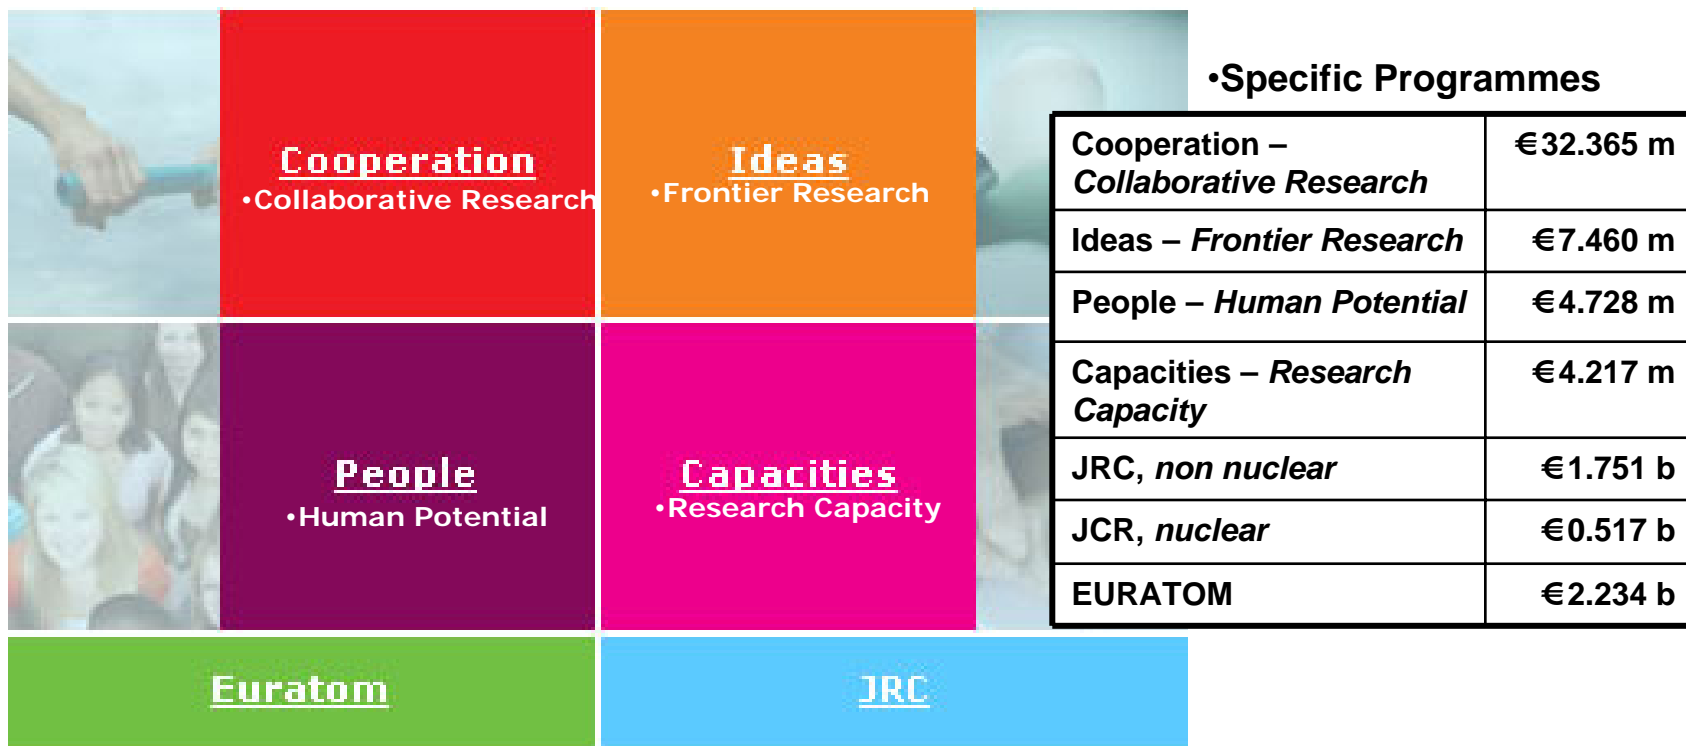 Cooperation
•Collaborative Research
Ideas
•Frontier Research
People
•Human Potential
Capacities
•Research Capacity
Euratom
JRC
•Specific Programmes
Cooperation – €32.365 m
Collaborative Research
Ideas – Frontier Research €7.460 m
People – Human Potential €4.728 m
Capacities – Research €4.217 m
Capacity
JRC, non nuclear €1.751 b
JCR, nuclear €0.517 b
EURATOM €2.234 b